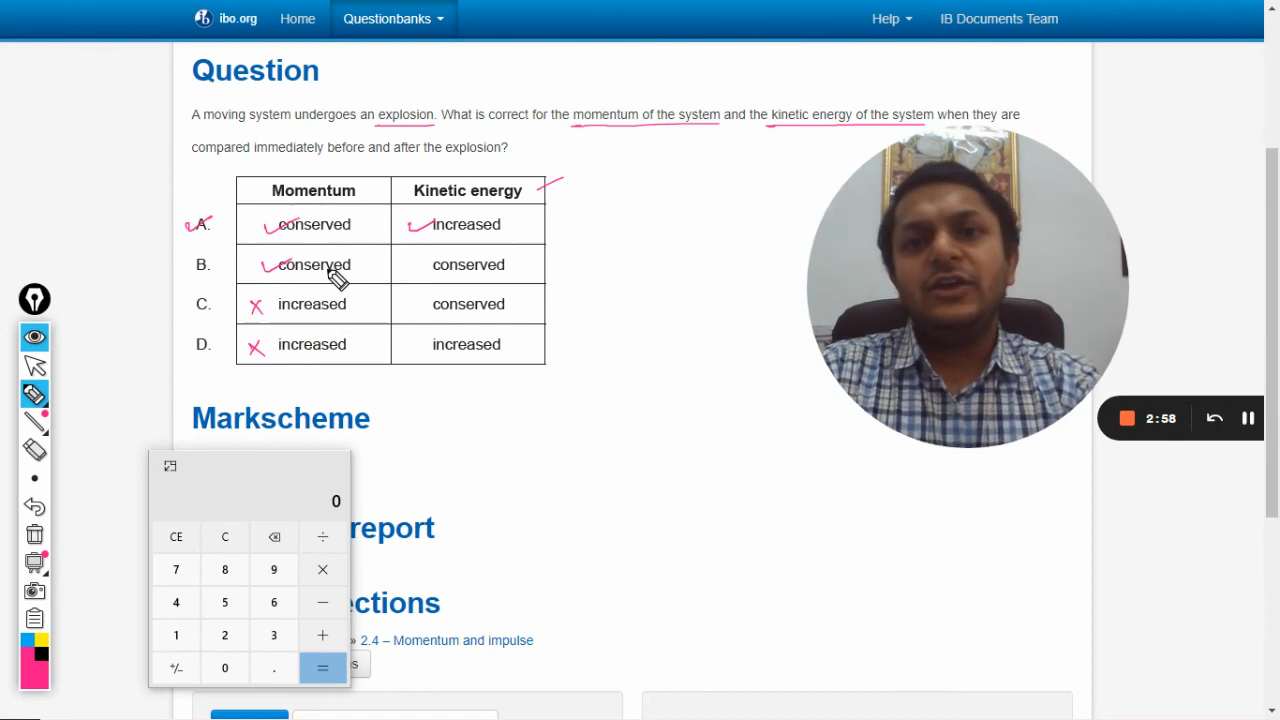 ibo.org Home Questionbanks Help IB Documents Team
Question
A moving system undergoes an explosion. What is correct for the momentum of the system and the kinetic energy of the system when they are
compared immediately before and after the explosion?
Momentum Kinetic energy
A. conserved increased
B. conserved conserved
C. increased conserved
D. increased increased
2:58
Markscheme
0
report
CE C ÷
7 8 9 ×
4 5 6 −
ections
1 2 3 +
» 2.4 – Momentum and impulse
+/− 0 . =
s